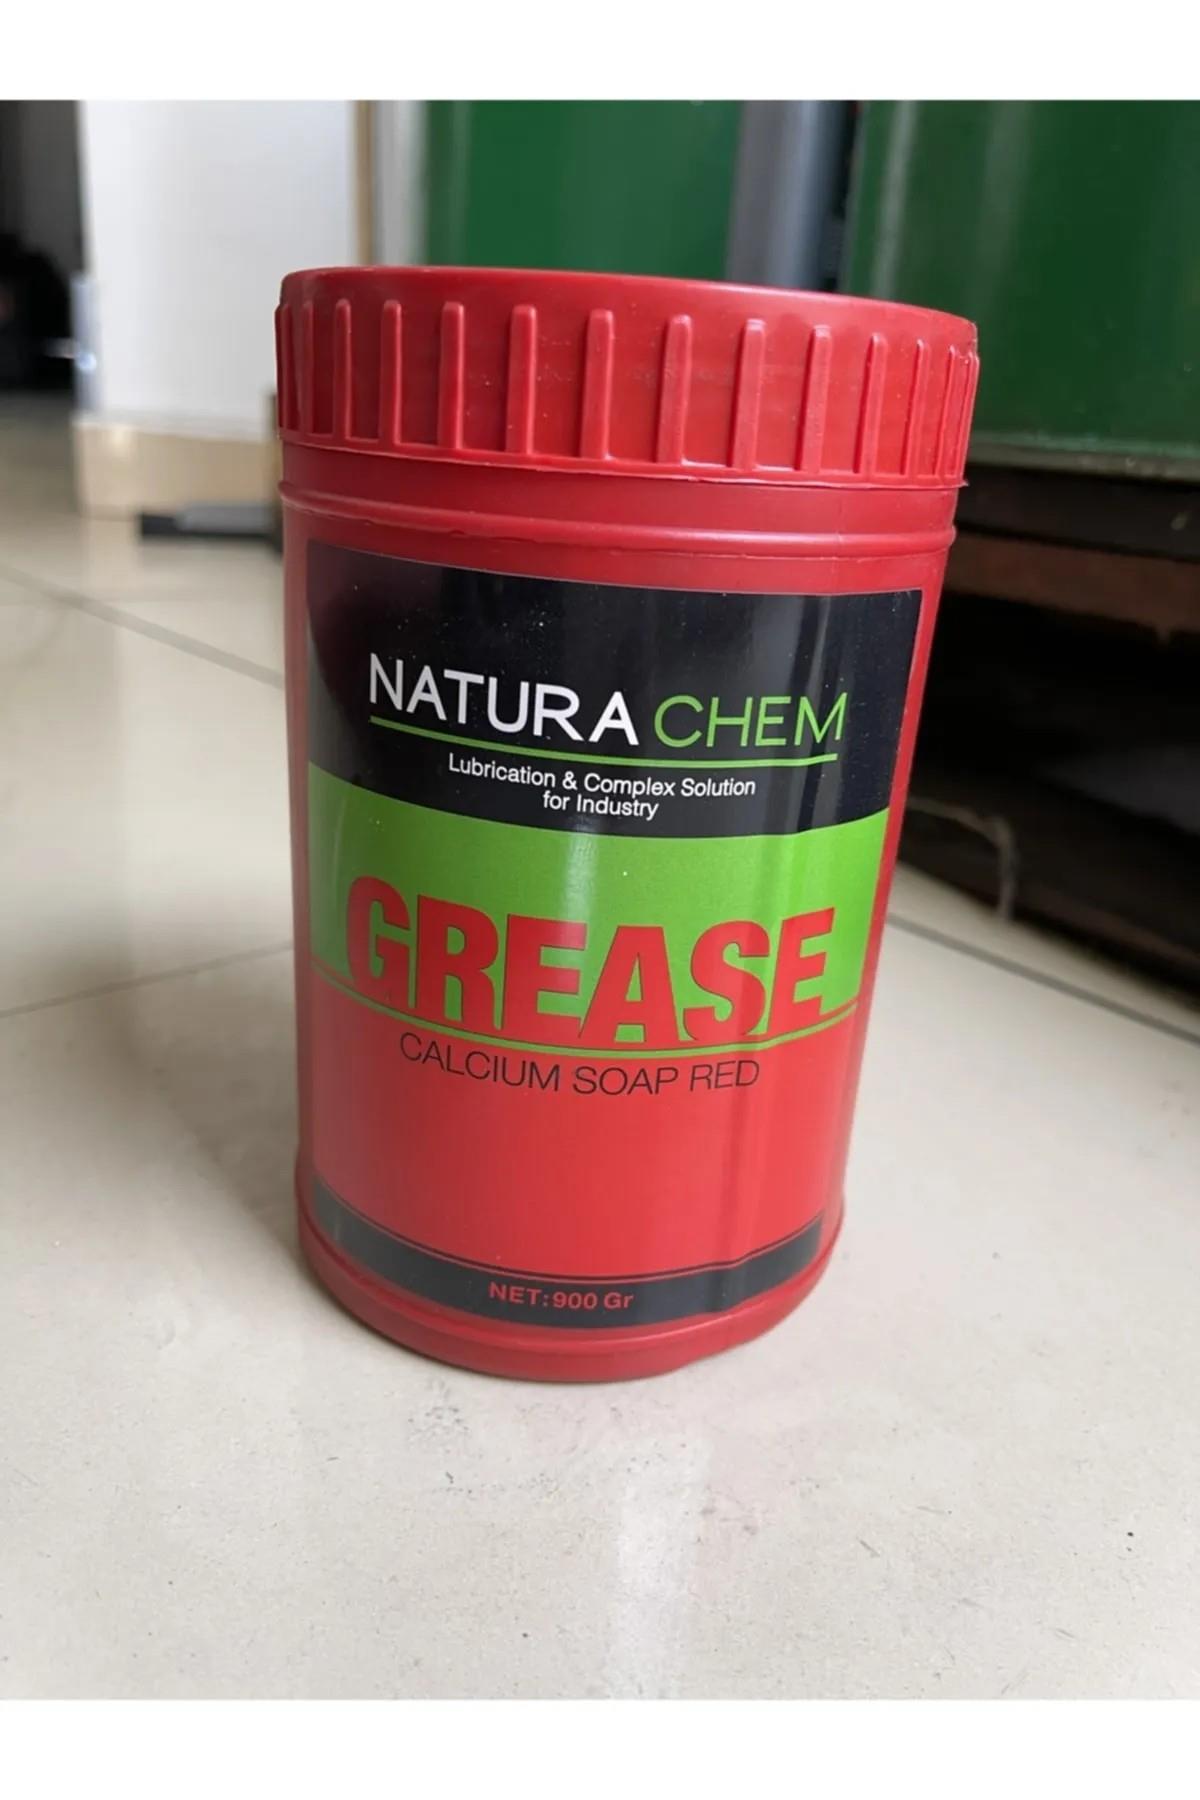 NATURA CHEM
Lubrication & Complex Solution
for Industry
GREASE
CALCIUM SOAP RED
NET:900 Gr